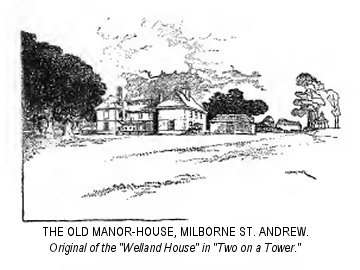 THE OLD MANOR-HOUSE, MILBORNE ST. ANDREW.
Original of the "Welland House" in "Two on a Tower."